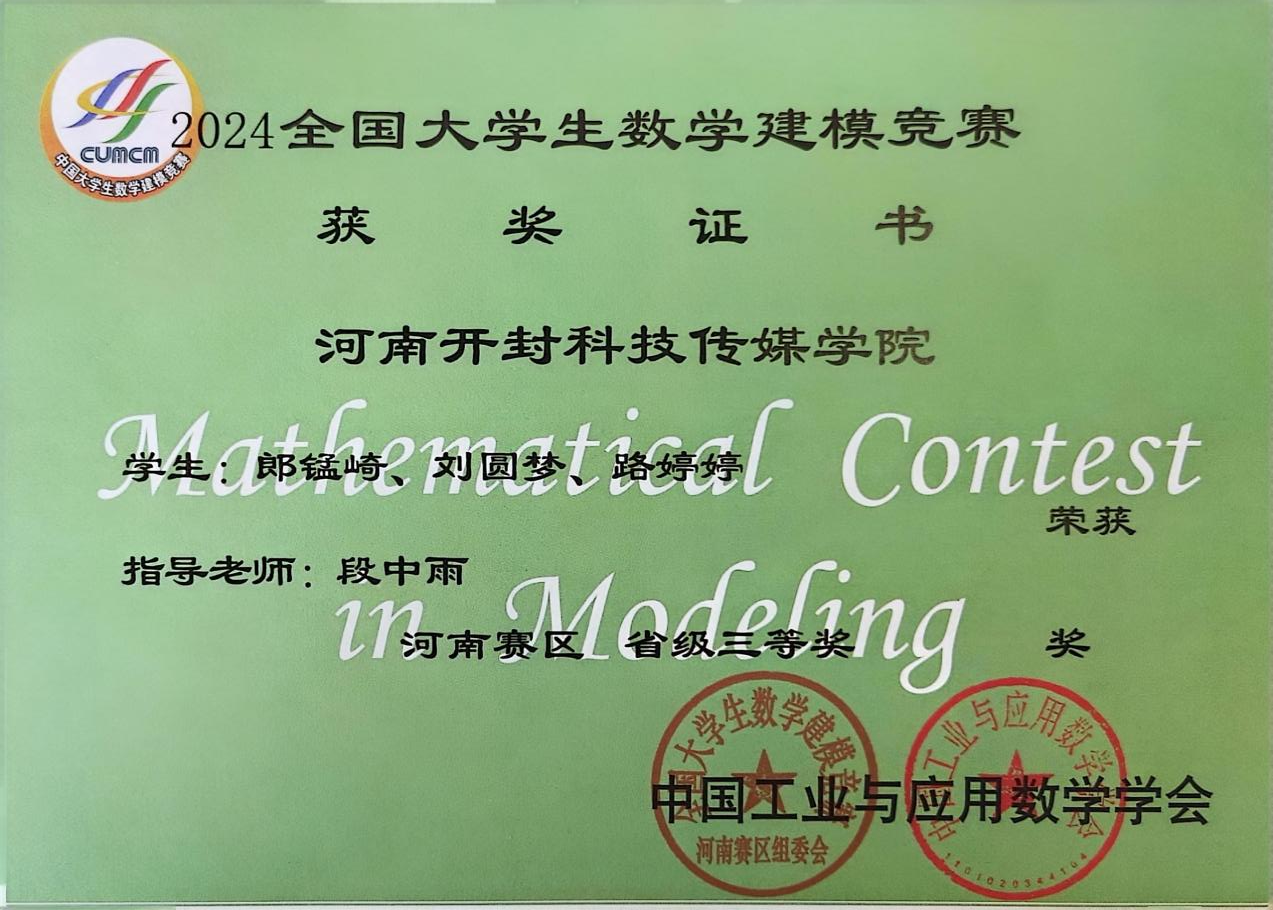 CUMCM
中国大学生数学建模竞赛
2024全国大学生数学建模竞赛
获奖证书
河南开封科技传媒学院
Mathematical Contest
学生：郎锰崎、刘圆梦、路婷婷
荣获
指导老师：段中雨
in Modeling
河南赛区 省级三等奖 奖
全国大学生数学建模竞赛
河南赛区组委会
中国工业与应用数学学会
中国工业与应用数学学会
1101020344104